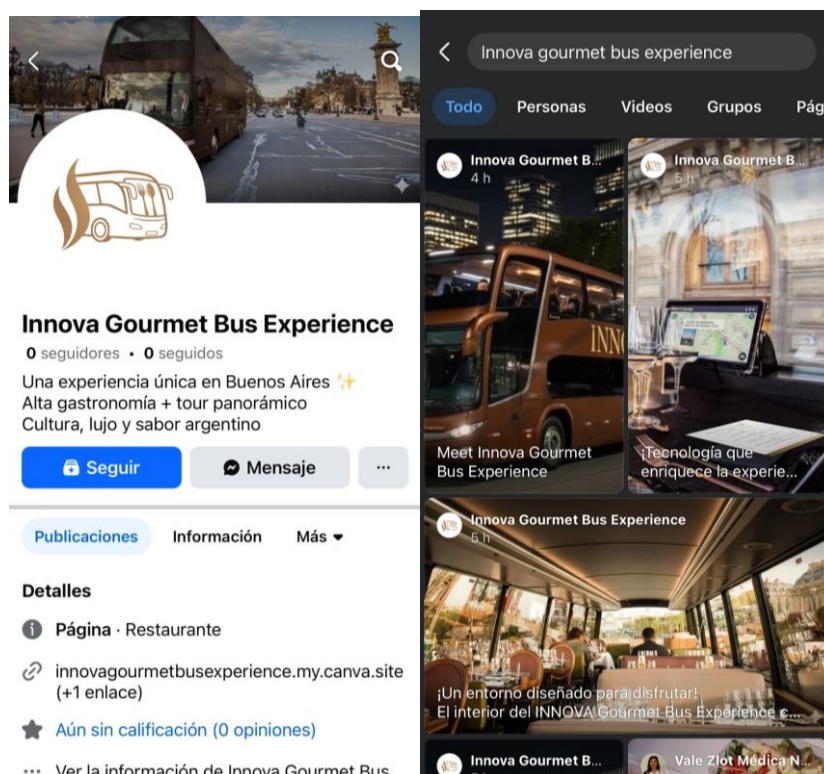 Innova Gourmet Bus Experience
0 seguidores • 0 seguidos
Una experiencia única en Buenos Aires ✨
Alta gastronomía + tour panorámico
Cultura, lujo y sabor argentino
Seguir
Mensaje
...
Publicaciones
Información
Más
Detalles
Página · Restaurante
innovagourmetbusexperience.my.canva.site
(+1 enlace)
Aún sin calificación (0 opiniones)
Ver la información de Innova Gourmet Bus
Innova gourmet bus experience
Todo
Personas
Videos
Grupos
Pág
Innova Gourmet B...
4 h
INN
Meet Innova Gourmet
Bus Experience
Innova Gourmet B...
5 h
¡Tecnología que
enriquece la experie...
Innova Gourmet Bus Experience
5 h
¡Un entorno diseñado para disfrutar!
El interior del INNOVA Gourmet Bus Experience c...
Innova Gourmet B...
Vale Zlot Médica N...